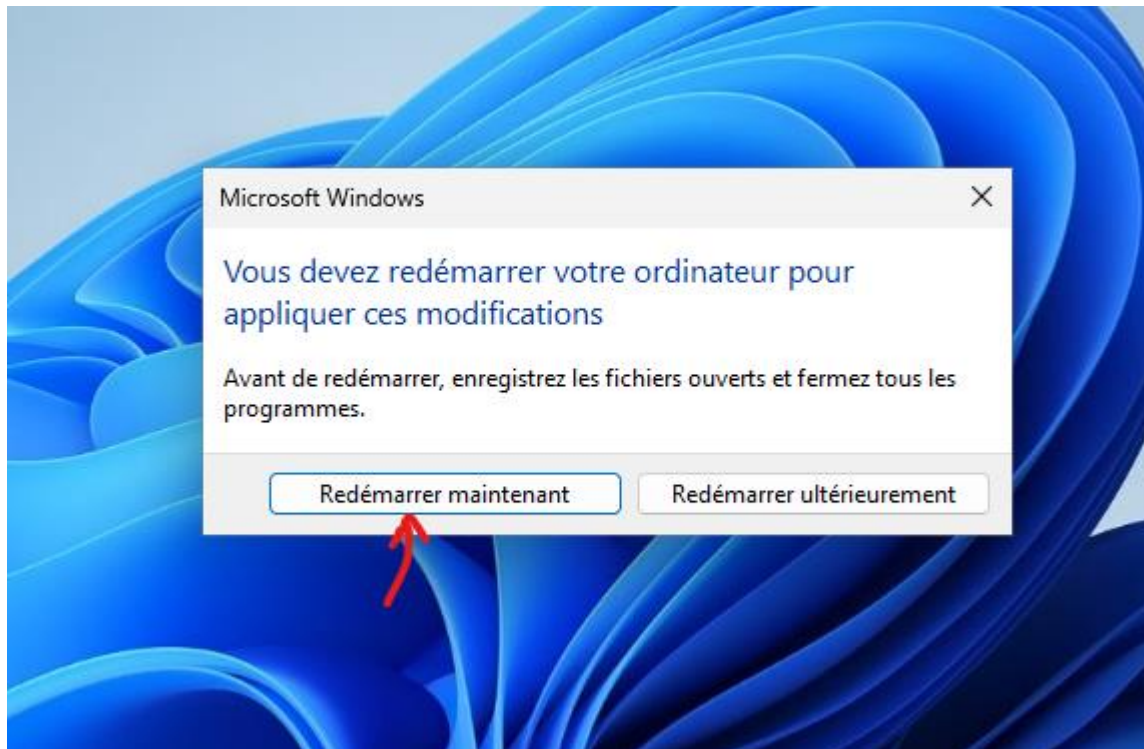 Microsoft Windows
Vous devez redémarrer votre ordinateur pour
appliquer ces modifications
Avant de redémarrer, enregistrez les fichiers ouverts et fermez tous les
programmes.
Redémarrer maintenant
Redémarrer ultérieurement